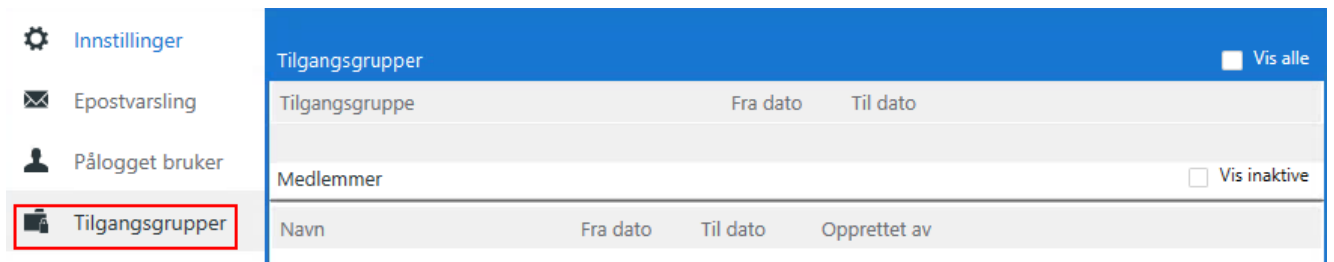 Innstillinger
Epostvarsling
Pålogget bruker
Tilgangsgrupper
Tilgangsgrupper Vis alle
Tilgangsgruppe Fra dato Til dato
Medlemmer Vis inaktive
Navn Fra dato Til dato Opprettet av